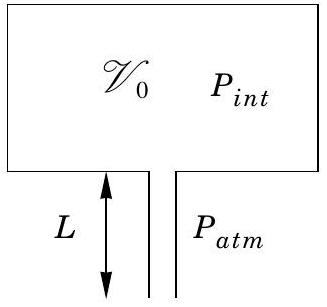 𝒱₀ P_int
L P_atm